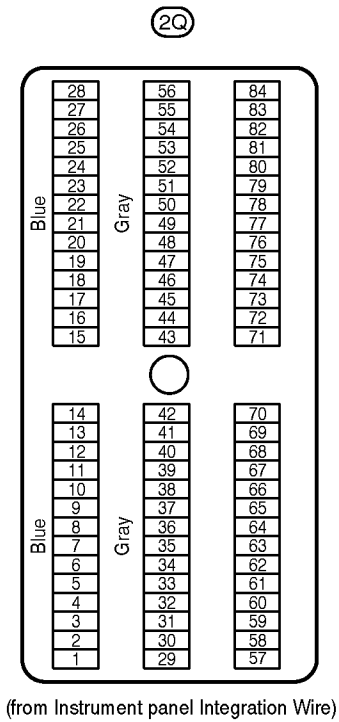 2Q
28 56 84
27 55 83
26 54 82
25 53 81
24 52 80
23 51 79
22 50 78
21 49 77
20 48 76
19 47 75
18 46 74
17 45 73
16 44 72
15 43 71
Blue Gray
14 42 70
13 41 69
12 40 68
11 39 67
10 38 66
9 37 65
8 36 64
7 35 63
6 34 62
5 33 61
4 32 60
3 31 59
2 30 58
1 29 57
Blue Gray
(from Instrument panel Integration Wire)